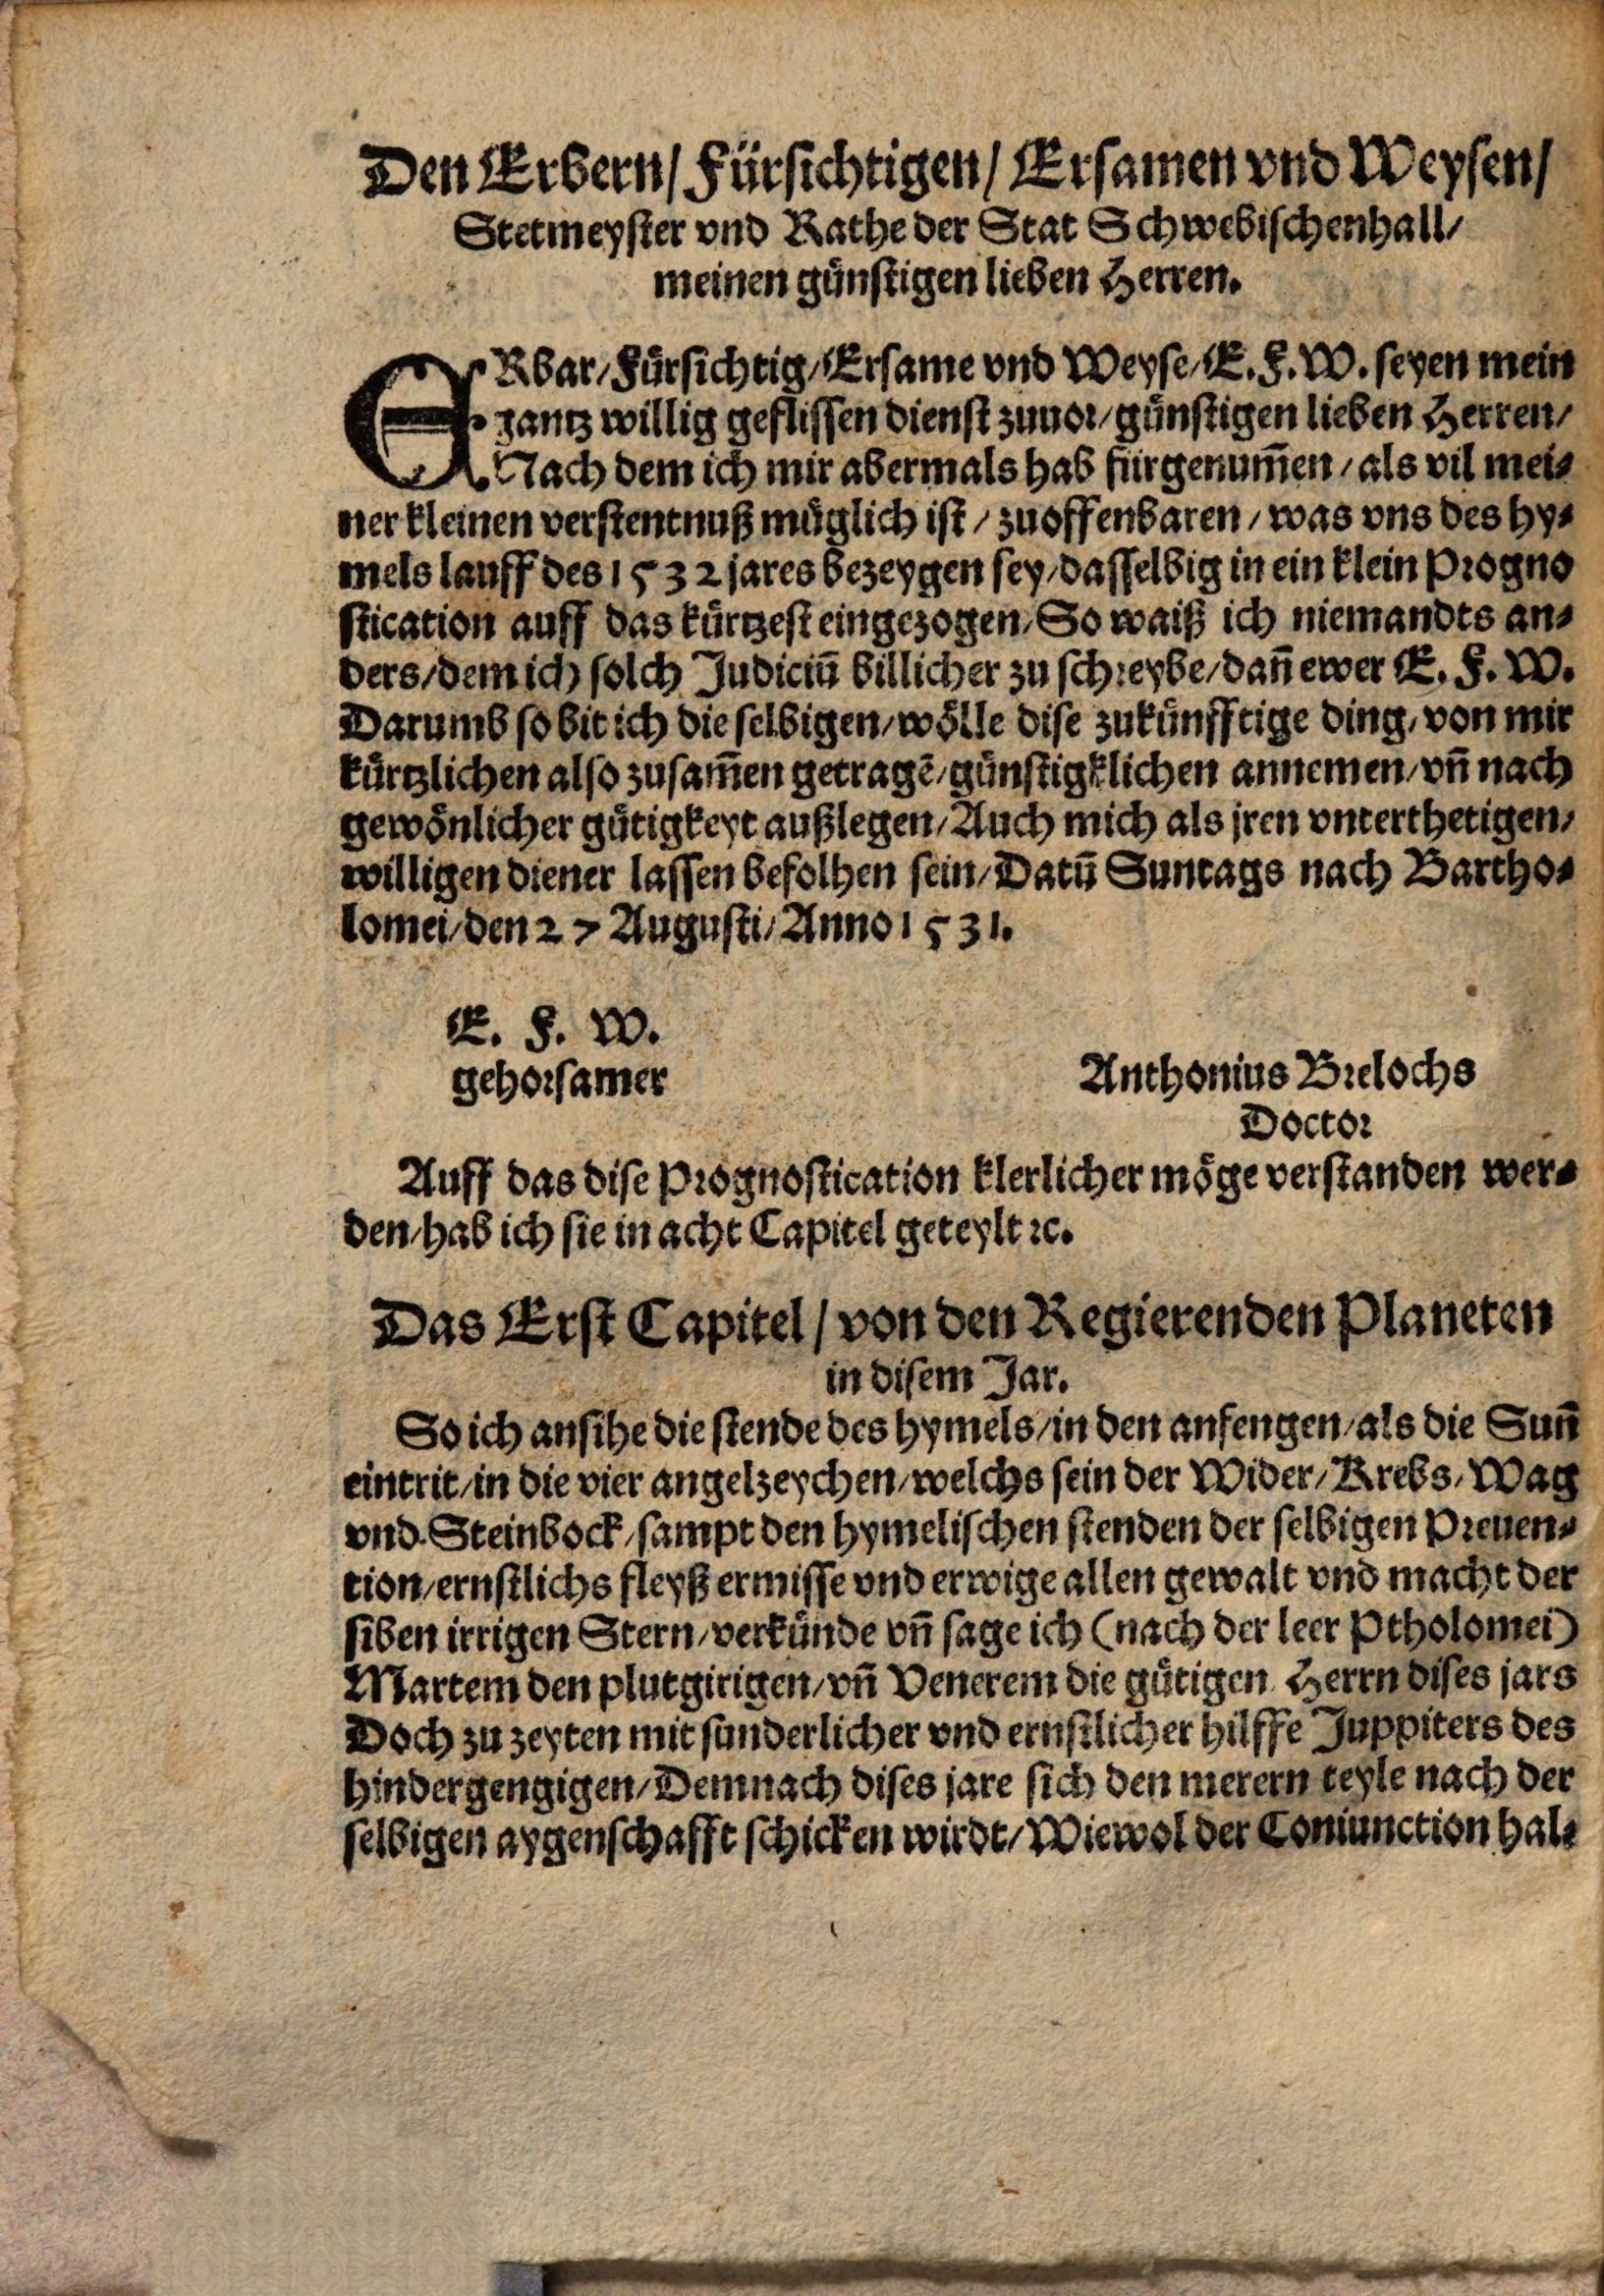 Den Erbern/ Fürsichtigen/ Ersamen vnd Weysen/
Stetmeyster vnd Rathe der Stat Schwebischenhall/
meinen günstigen lieben Herren.
ERbar/ Fürsichtig/ Ersame vnd Weyse/ E. F. W. seyen mein
gantz willig geflissen dienst zuuor/ günstigen lieben Herren/
Nach dem ich mir abermals hab fürgenum̃en/ als vil mei⸗
ner kleinen verstentnuß müglich ist/ zuoffenbaren/ was vns des hy⸗
mels lauff des 1532 jares bezeygen sey/ dasselbig in ein klein Progno
stication auff das kürtzest eingezogen/ So waiß ich niemandts an⸗
ders/ dem ich solch Judiciũ billicher zu schreybe/ dañ ewer E. F. W.
Darumb so bit ich die selbigen/ wölle dise zukünfftige ding/ von mir
kürtzlichen also zusam̃en getragẽ/ günstigklichen annemen/ vñ nach
gewönlicher gütigkeyt außlegen/ Auch mich als jren vnterthetigen/
willigen diener lassen befolhen sein/ Datũ Suntags nach Bartho⸗
lomei/ den 27 Augusti/ Anno 1531.
E. F. W.
gehorsamer
Anthonius Brelochs
Doctor
Auff das dise Prognostication klerlicher möge verstanden wer⸗
den/ hab ich sie in acht Capitel geteylt ꝛc.
Das Erst Capitel/ von den Regierenden Planeten
in disem Jar.
So ich ansihe die stende des hymels/ in den anfengen/ als die Suñ
eintrit/ in die vier angelzeychen/ welchs sein der Wider/ Krebs/ Wag
vnd Steinbock/ sampt den hymelischen stenden der selbigen Preuen⸗
tion/ ernstlichs fleyß ermisse vnd erwige allen gewalt vnd macht der
siben irrigen Stern/ verkünde vñ sage ich (nach der leer Ptholomei)
Martem den plutgirigen/ vñ Venerem die gütigen Herrn dises jars
Doch zu zeyten mit sunderlicher vnd ernstlicher hilffe Juppiters des
hindergengigen/ Demnach dises jare sich den merern teyle nach der
selbigen aygenschafft schicken wirdt/ Wiewol der Coniunction hal⸗